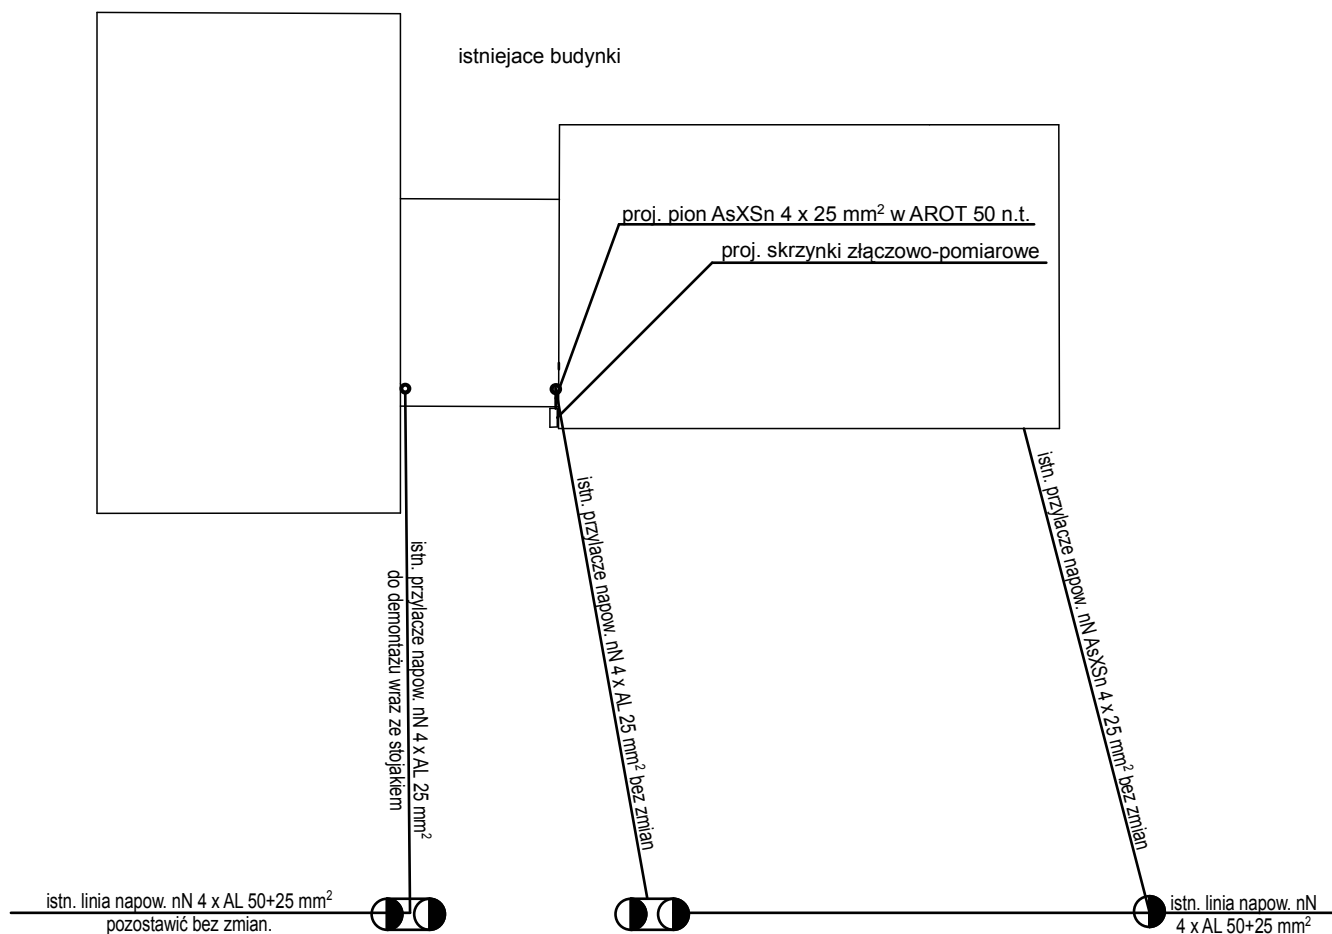 istniejace budynki
proj. pion AsXSn 4 x 25 mm² w AROT 50 n.t.
proj. skrzynki złączowo-pomiarowe
istn. przylacze napow. nN 4 x AL 25 mm²
do demontażu wraz ze stojakiem
istn. przylacze napow. nN 4 x AL 25 mm² bez zmian
istn. przylacze napow. nN AsXSn 4 x 25 mm² bez zmian
istn. linia napow. nN 4 x AL 50+25 mm²
pozostawić bez zmian.
istn. linia napow. nN
4 x AL 50+25 mm²